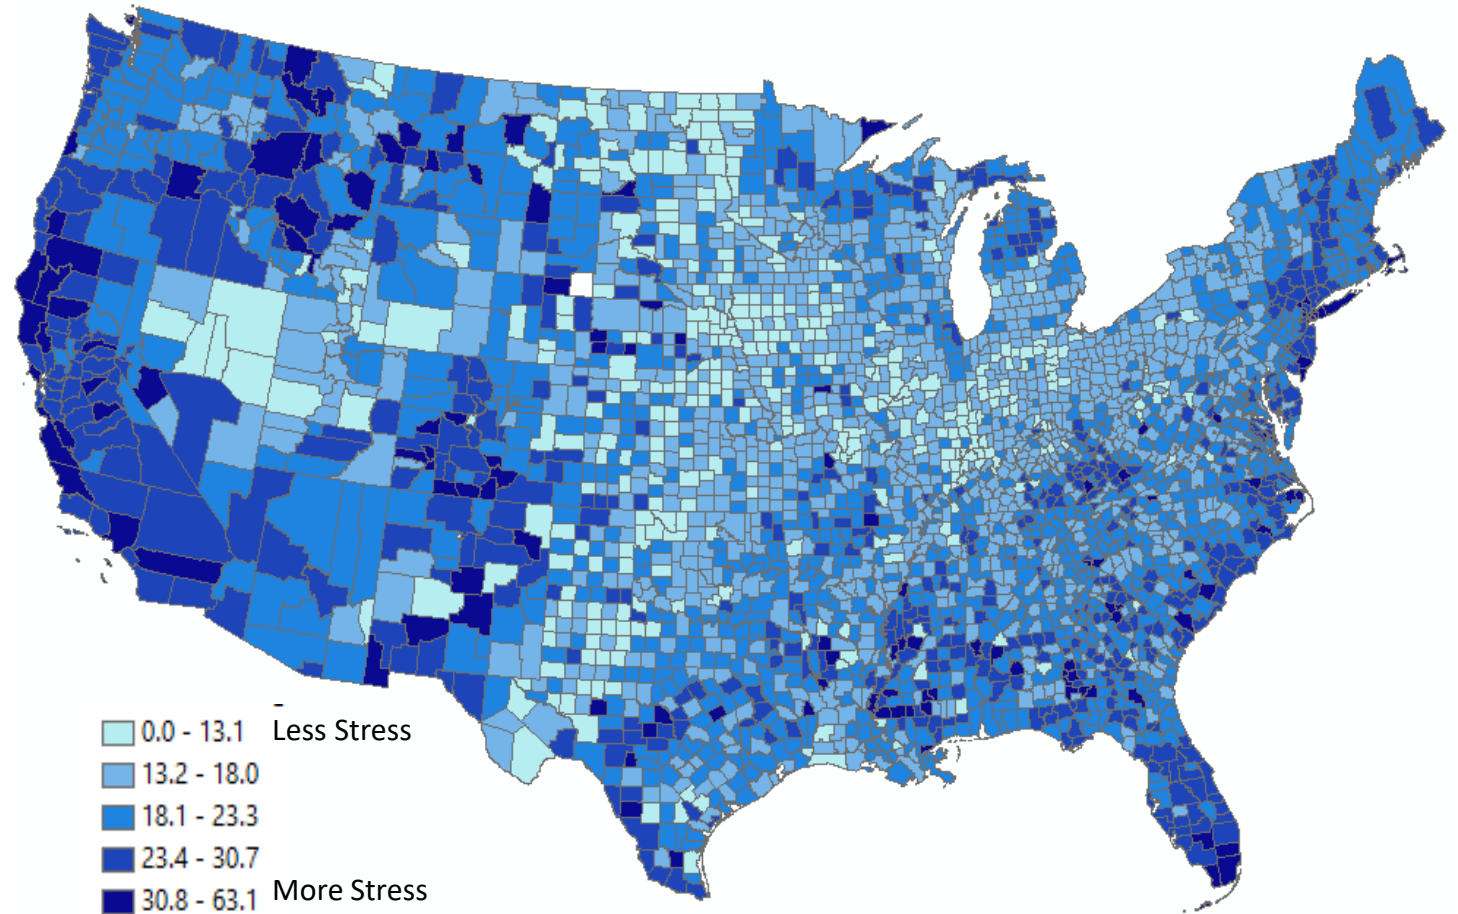 -
0.0 - 13.1 Less Stress
13.2 - 18.0
18.1 - 23.3
23.4 - 30.7
30.8 - 63.1 More Stress